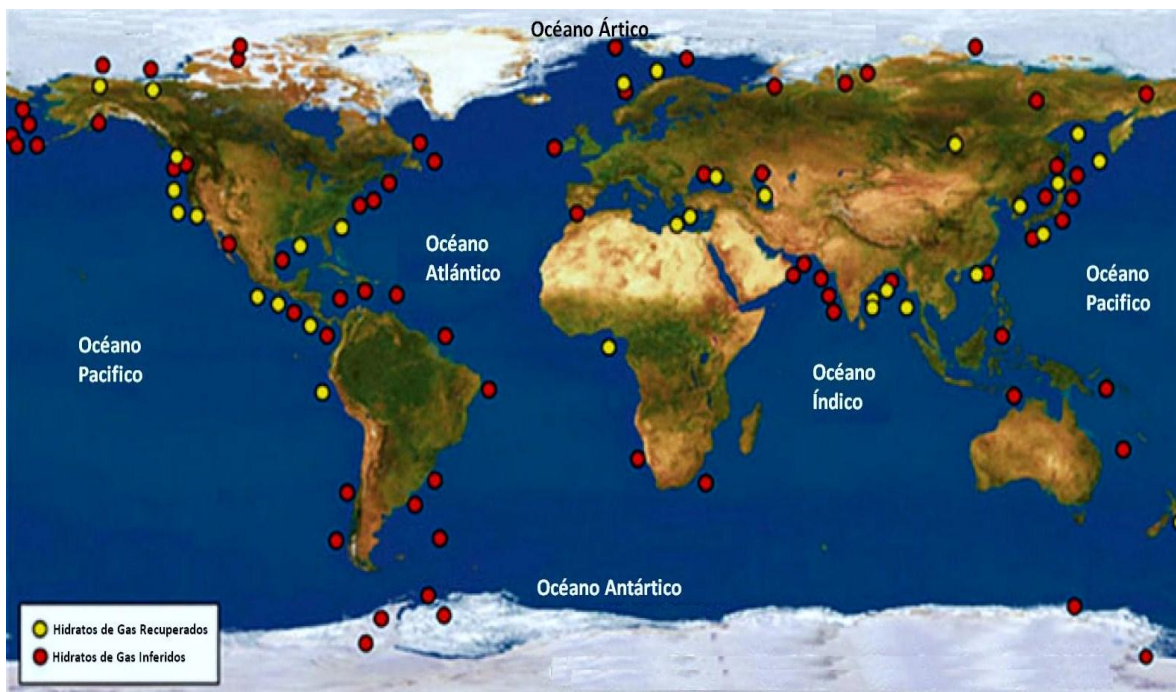 Océano Ártico
Océano
Atlántico
Océano
Pacifico
Océano
Pacifico
Océano
Índico
Océano Antártico
Hidratos de Gas Recuperados
Hidratos de Gas Inferidos